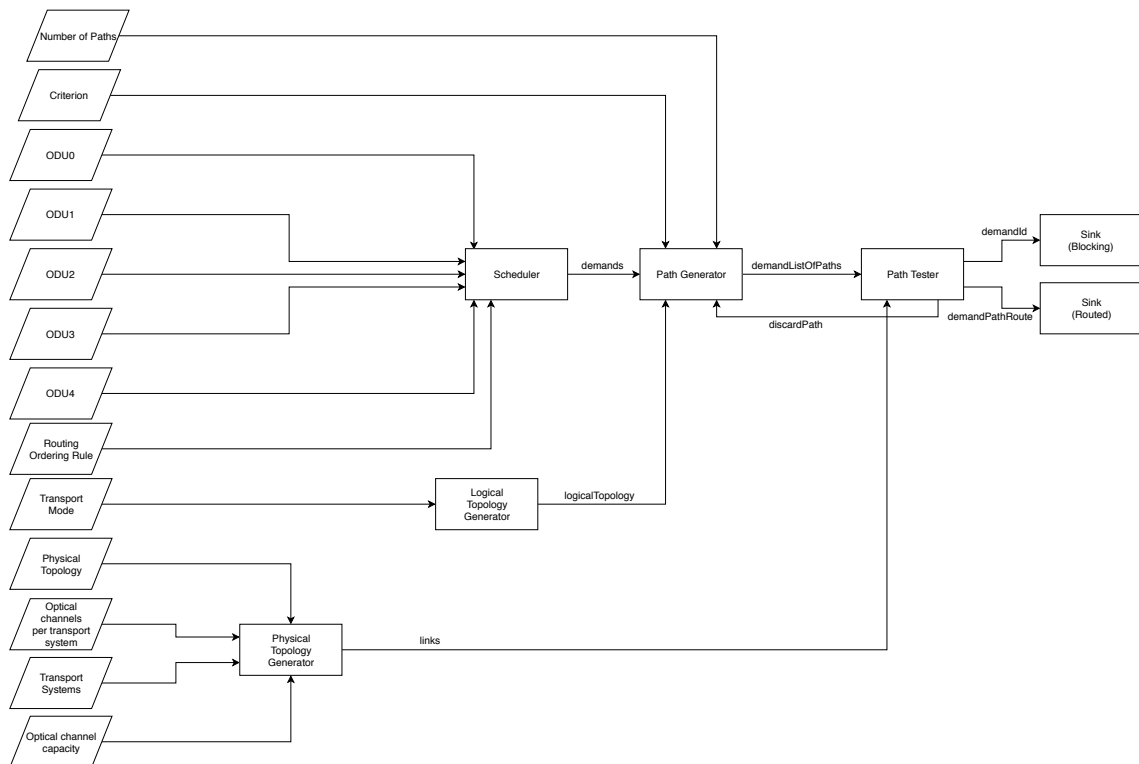 Number of Paths
Criterion
ODU0
ODU1
ODU2
ODU3
ODU4
Routing
Ordering Rule
Transport
Mode
Physical
Topology
Optical
channels
per transport
system
Transport
Systems
Optical channel
capacity
Scheduler
demands
Path Generator
demandListOfPaths
Path Tester
discardPath
demandId
demandPathRoute
Sink
(Blocking)
Sink
(Routed)
Logical
Topology
Generator
logicalTopology
Physical
Topology
Generator
links